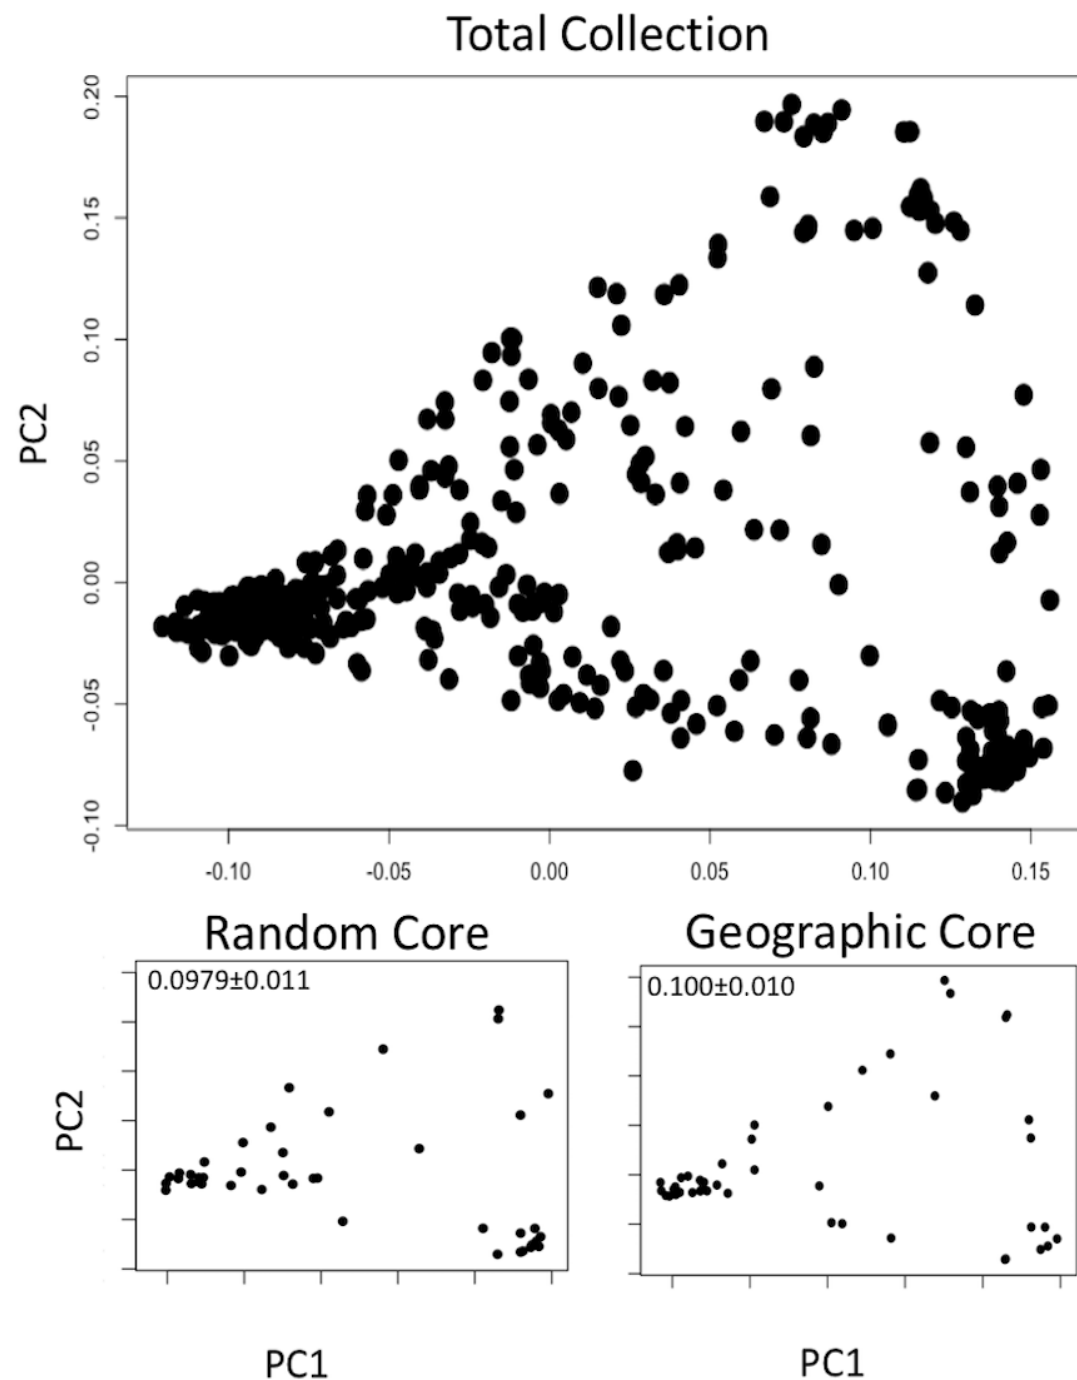 Total Collection
PC2
0.20
0.15
0.10
0.05
0.00
-0.05
-0.10
-0.10 -0.05 0.00 0.05 0.10 0.15
Random Core
Geographic Core
0.0979±0.011
0.100±0.010
PC2
PC1
PC1